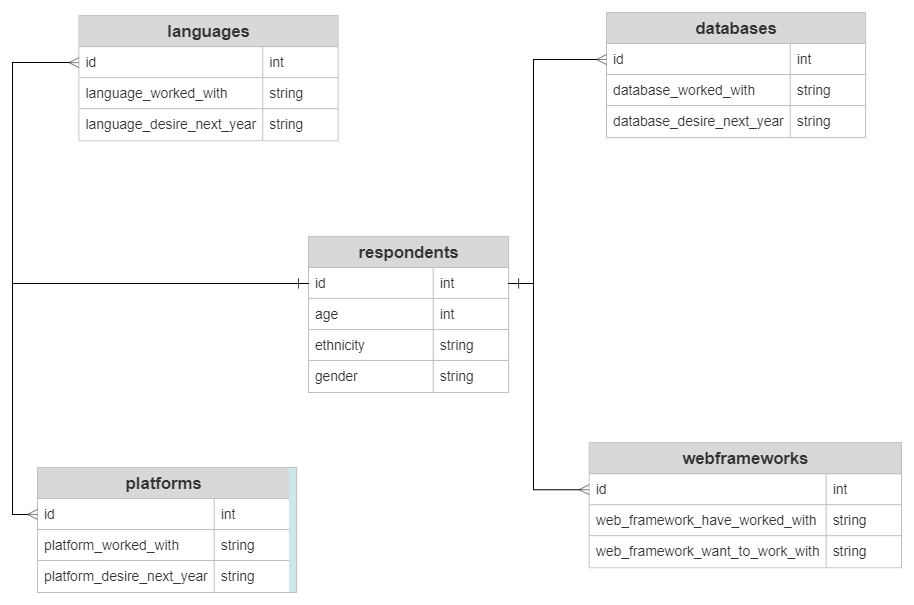 languages
id int
language_worked_with string
language_desire_next_year string
databases
id int
database_worked_with string
database_desire_next_year string
respondents
id int
age int
ethnicity string
gender string
platforms
id int
platform_worked_with string
platform_desire_next_year string
webframeworks
id int
web_framework_have_worked_with string
web_framework_want_to_work_with string